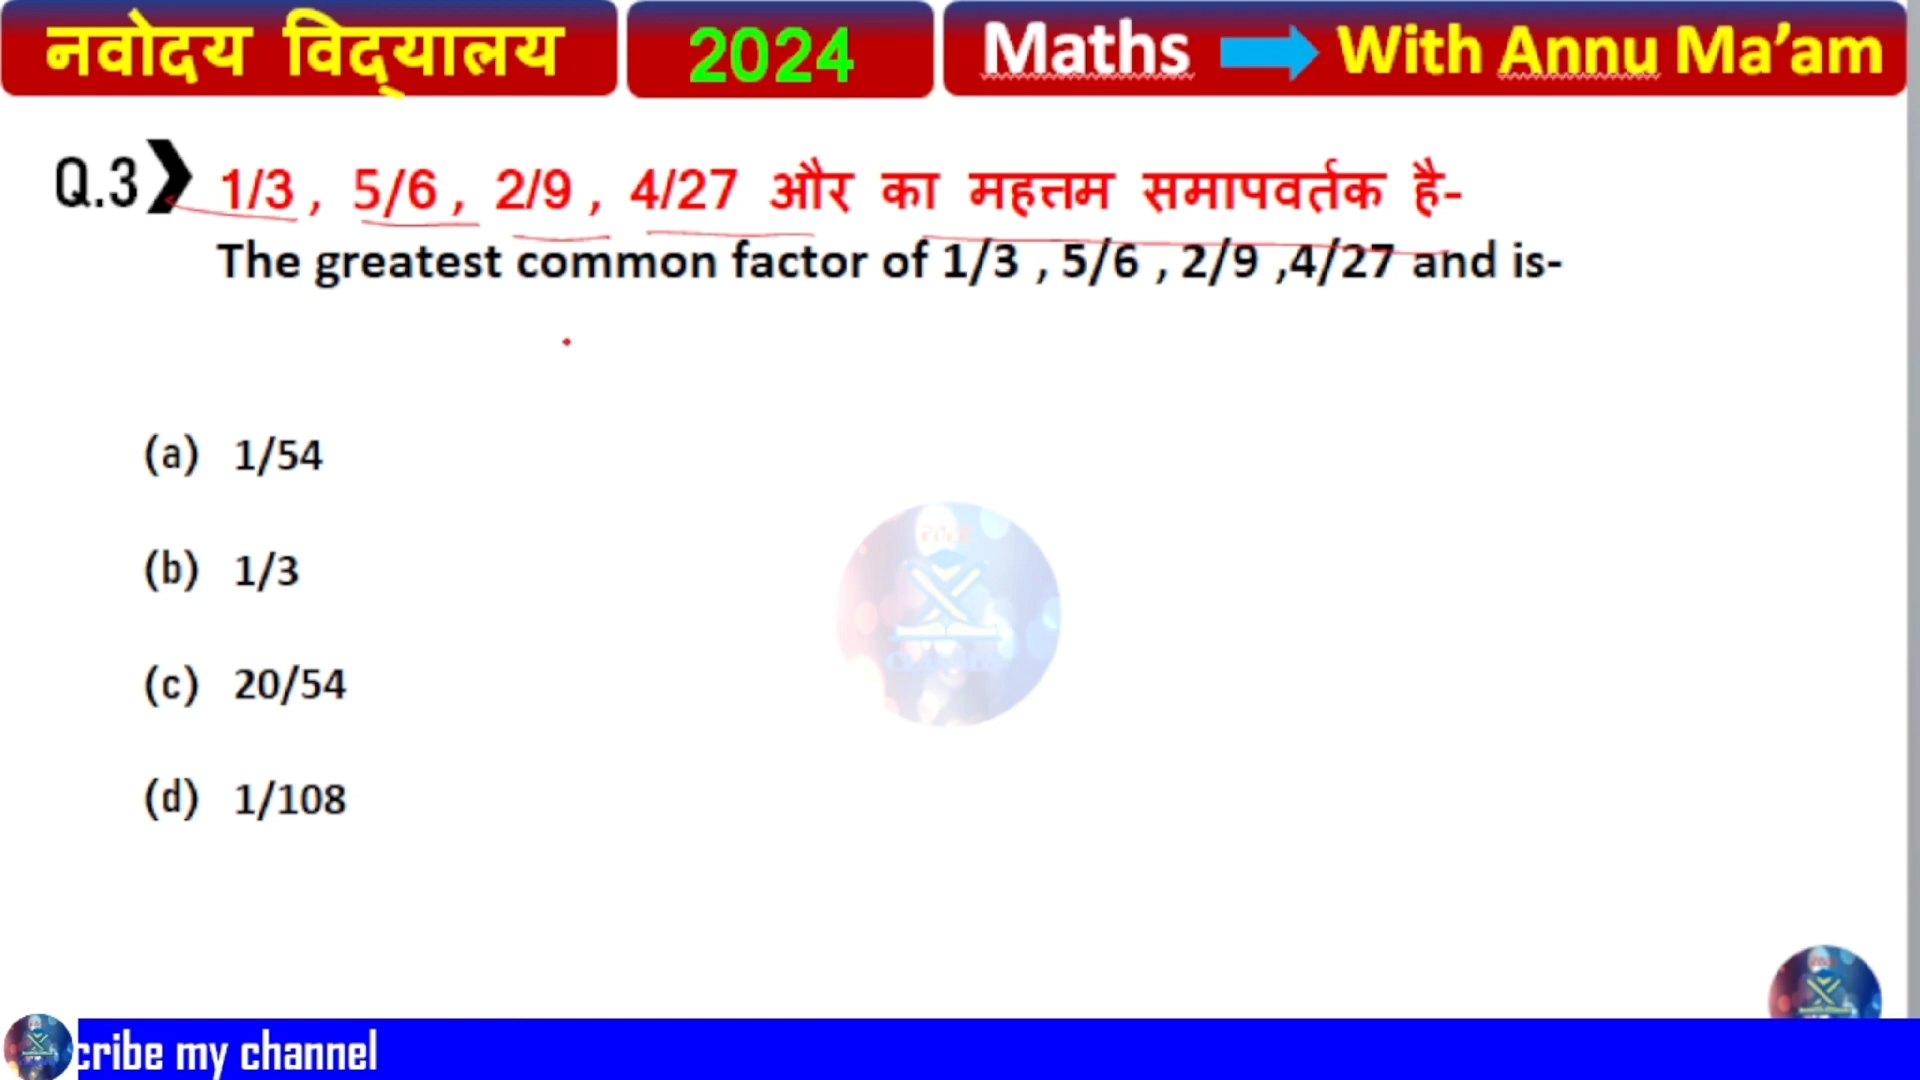 नवोदय विद्यालय
2024
Maths
With Annu Ma’am
Q.3
1/3 , 5/6 , 2/9 , 4/27 और का महत्तम समापवर्तक है-
The greatest common factor of 1/3 , 5/6 , 2/9 ,4/27 and is-
(a) 1/54
(b) 1/3
(c) 20/54
(d) 1/108
cribe my channel